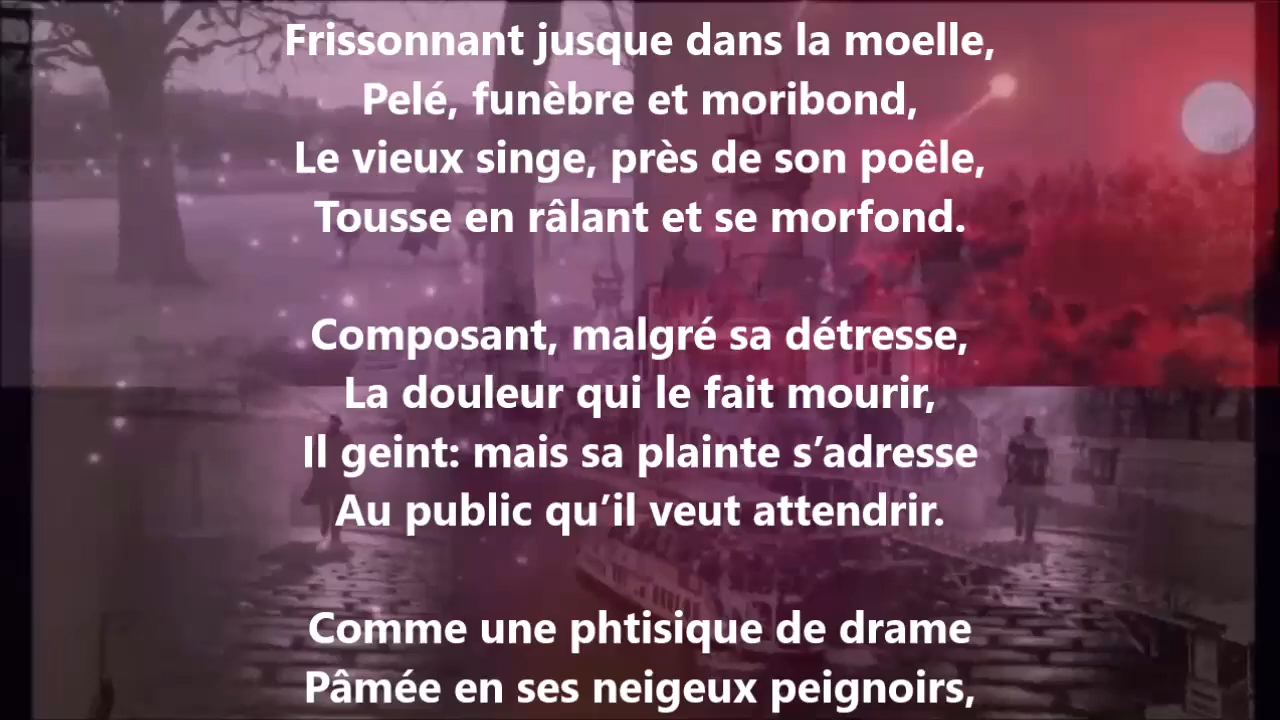 Frissonnant jusque dans la moelle,
Pelé, funèbre et moribond,
Le vieux singe, près de son poêle,
Tousse en râlant et se morfond.
Composant, malgré sa détresse,
La douleur qui le fait mourir,
Il geint: mais sa plainte s’adresse
Au public qu’il veut attendrir.
Comme une phtisique de drame
Pâmée en ses neigeux peignoirs,